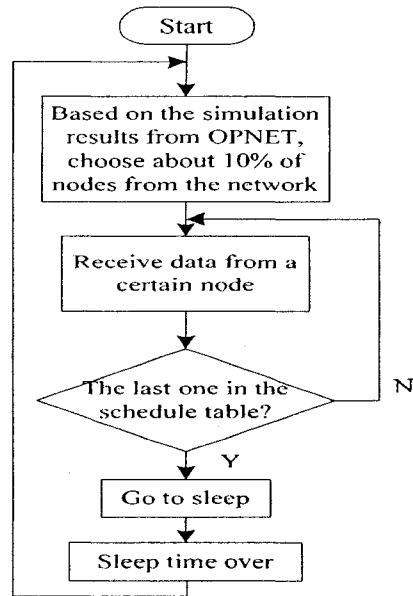 Start
Based on the simulation
results from OPNET,
choose about 10% of
nodes from the network
Receive data from a
certain node
The last one in the
schedule table?
N
Y
Go to sleep
Sleep time over